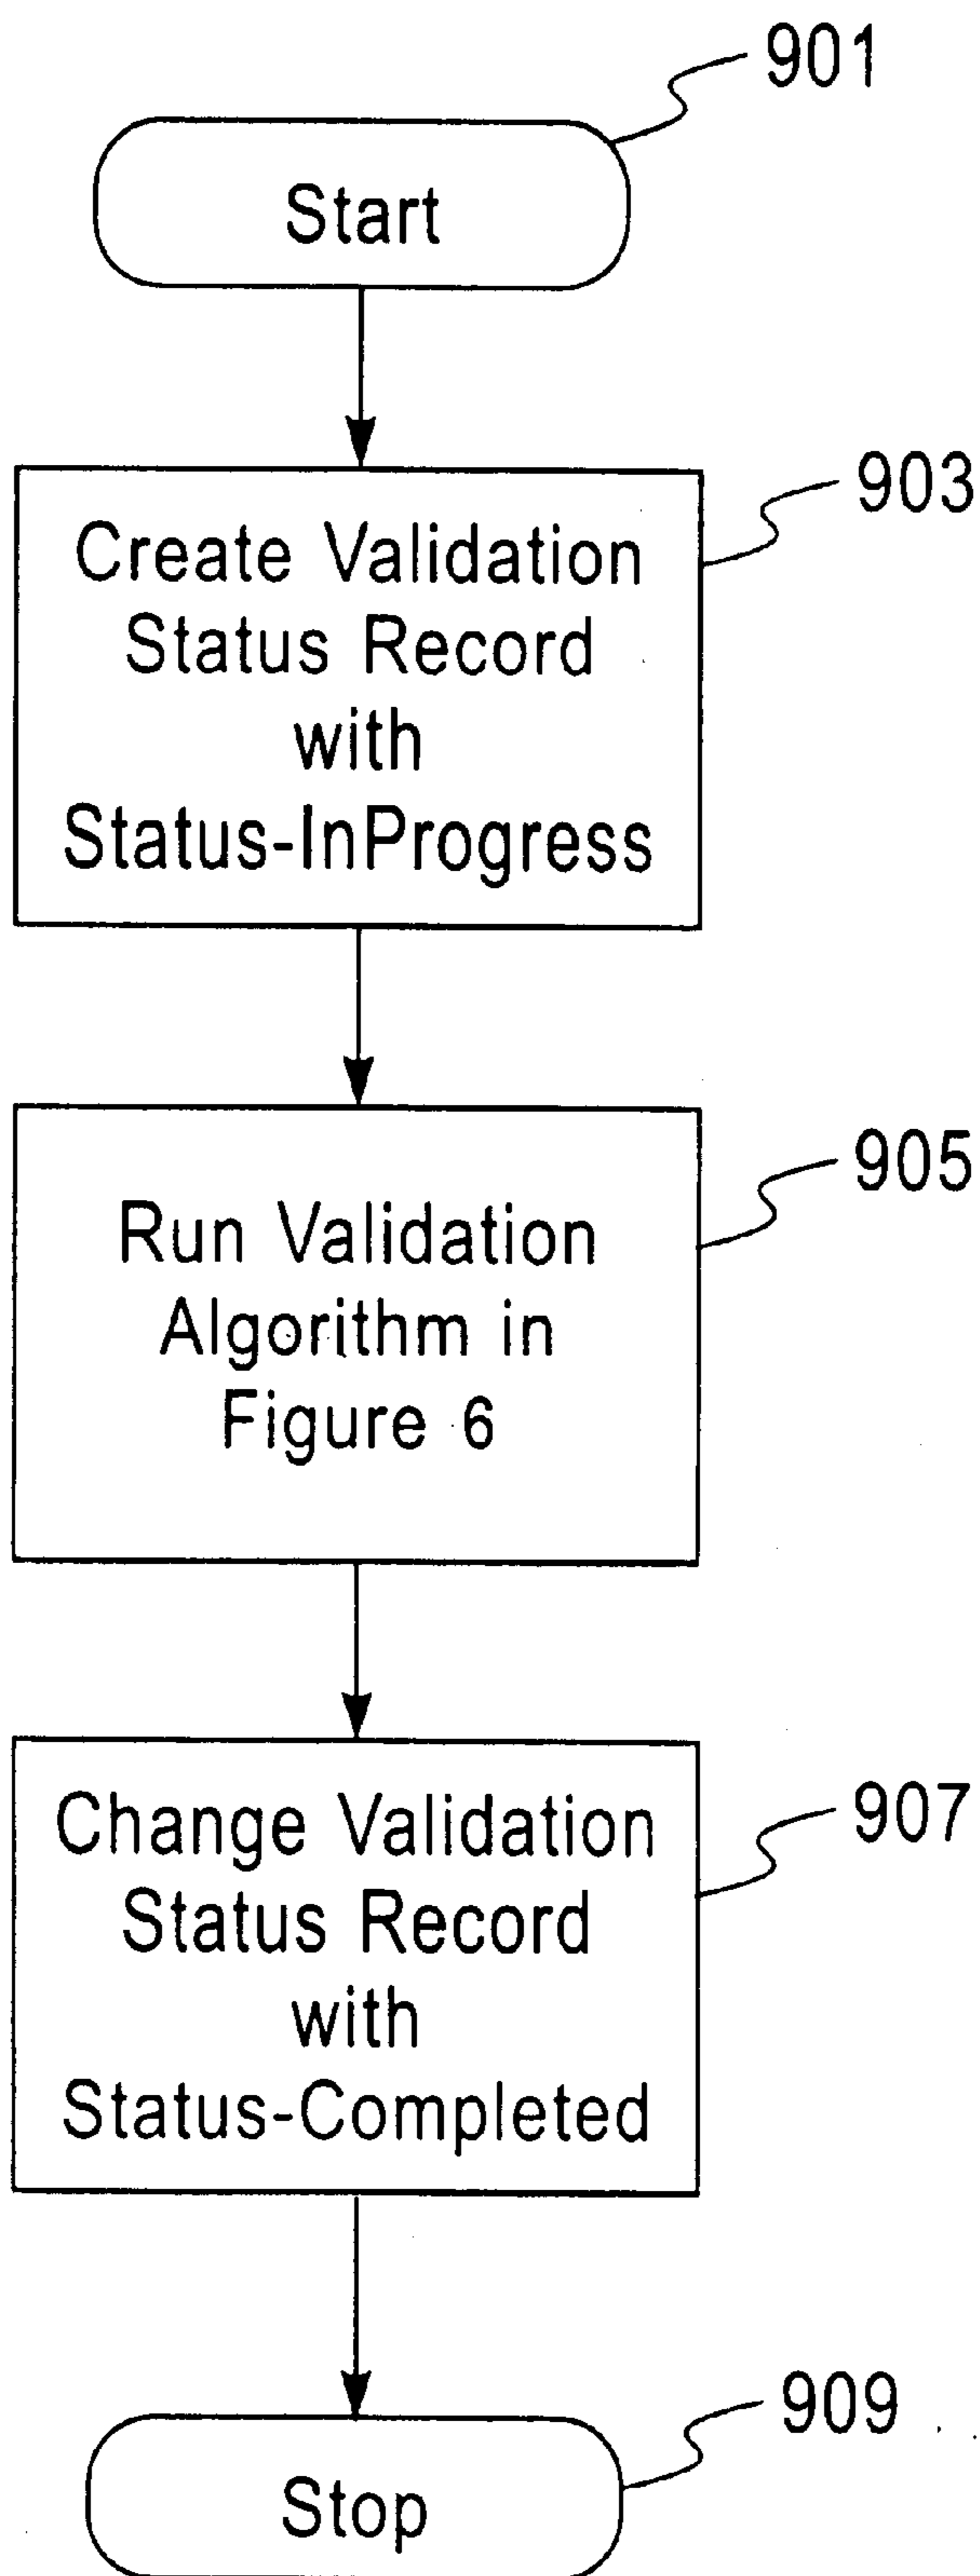 901
Start
903
Create Validation
Status Record
with
Status-InProgress
905
Run Validation
Algorithm in
Figure 6
907
Change Validation
Status Record
with
Status-Completed
909
Stop